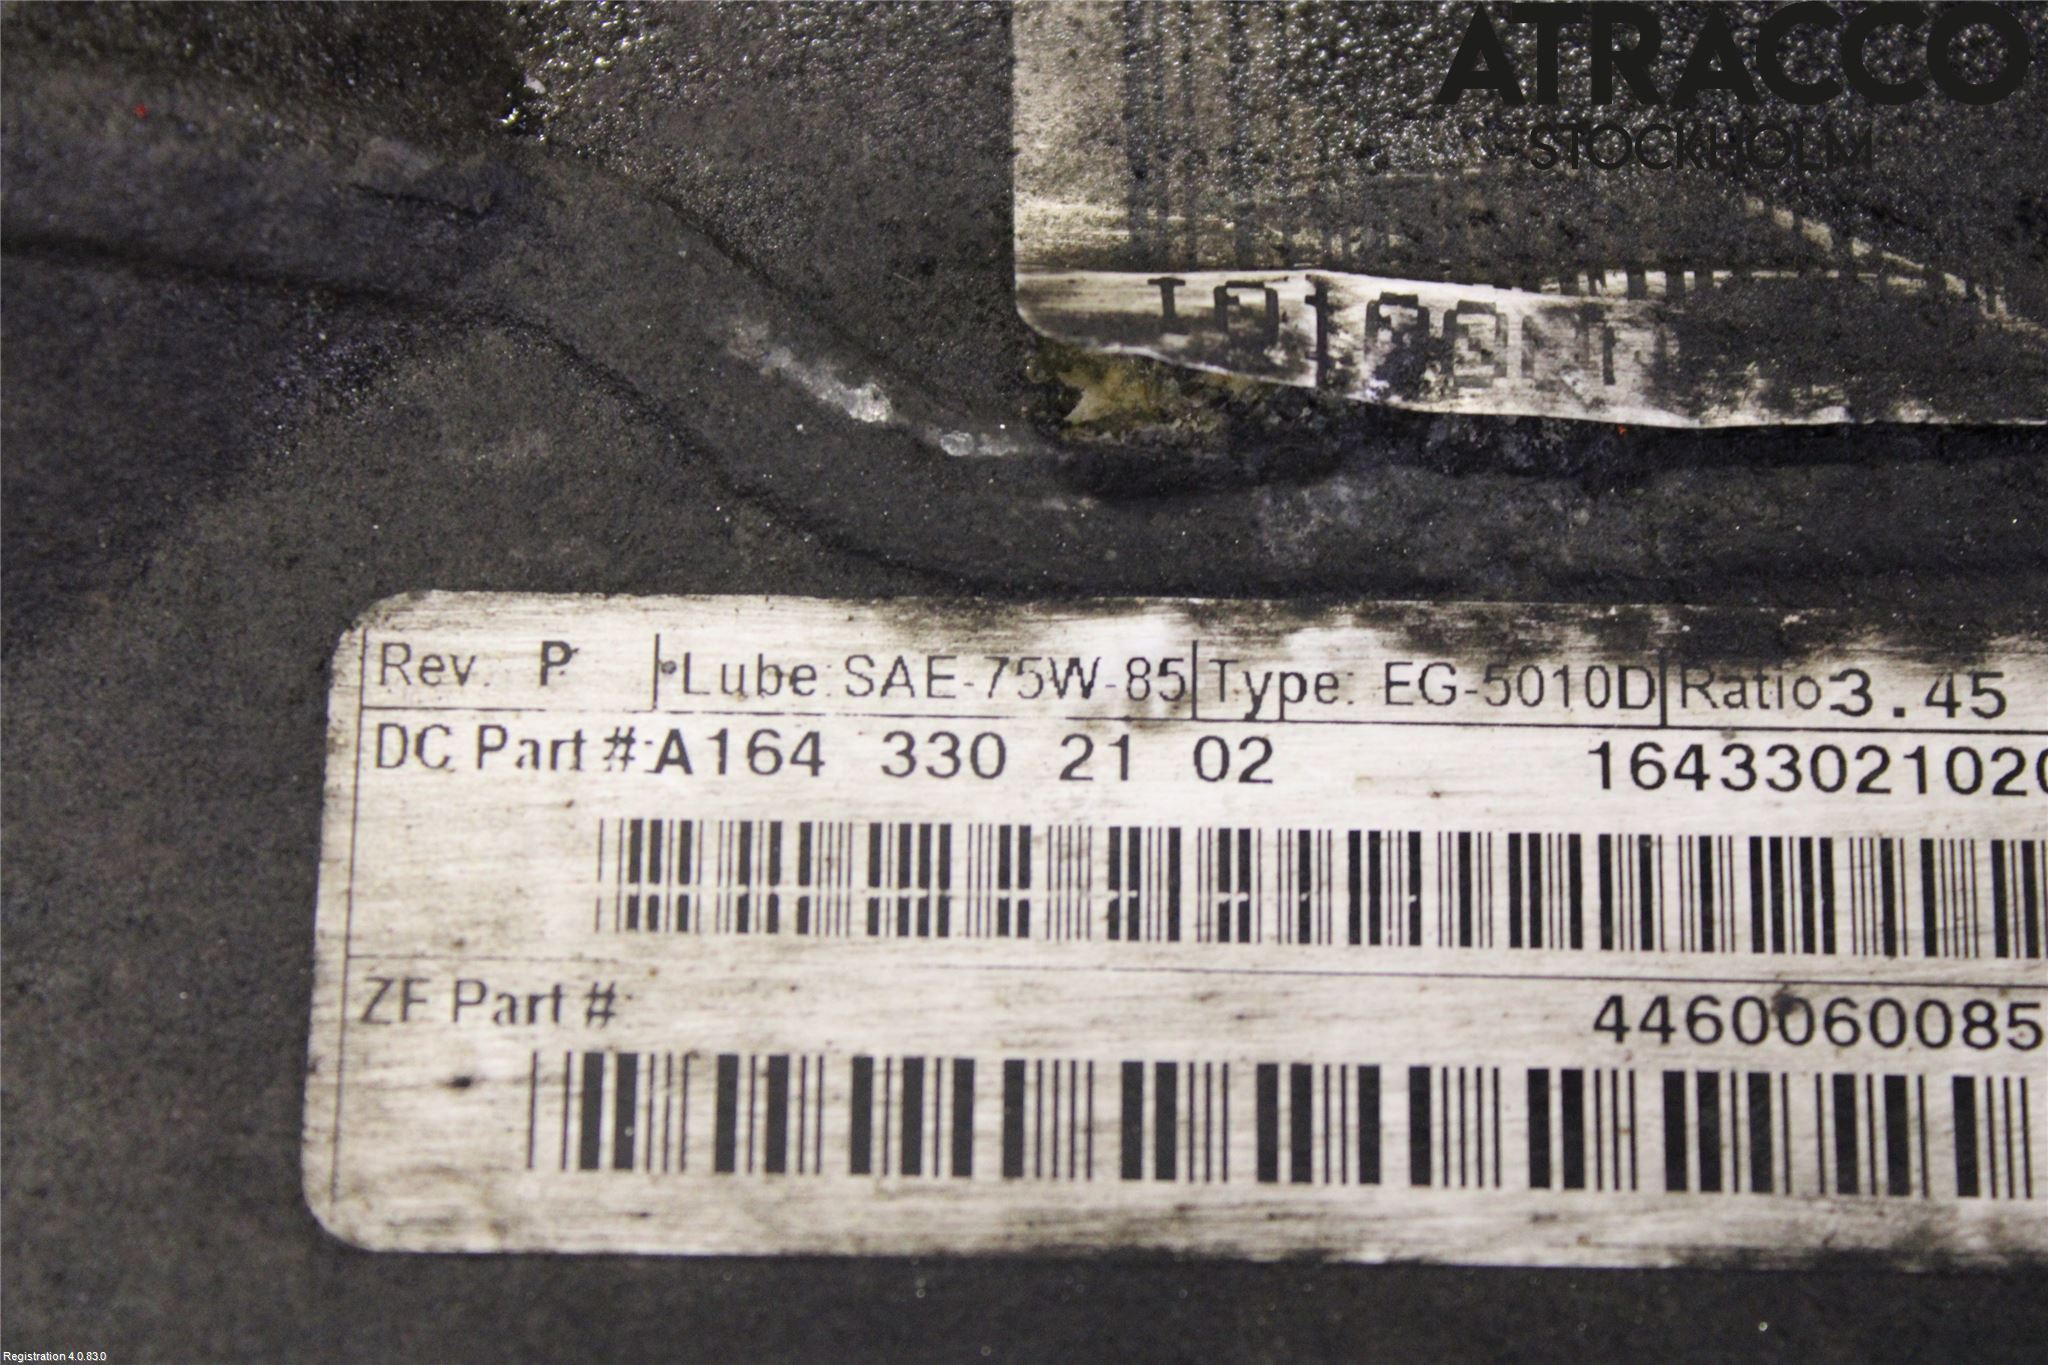 ATRACCO
STOCKHOLM
Rev. P Lube: SAE-75W-85 Type: EG-5010D Ratio: 3.45
DC Part #: A164 330 21 02 16433021020
ZF Part #: 4460060085
Registration 4.0.83.0